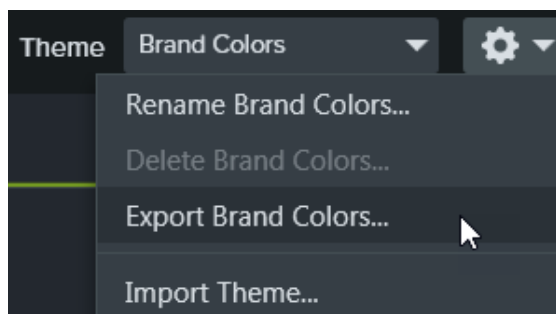 Theme Brand Colors
Rename Brand Colors...
Delete Brand Colors...
Export Brand Colors...
Import Theme...